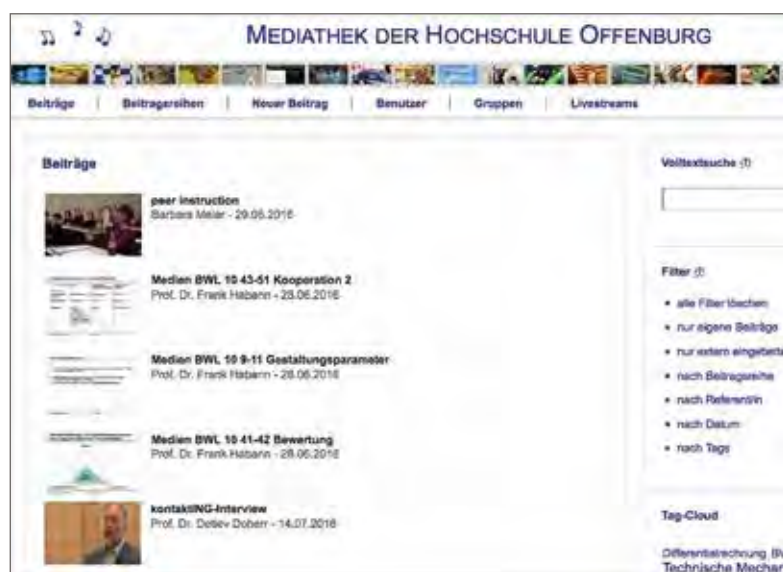 MEDIATHEK DER HOCHSCHULE OFFENBURG
Beiträge | Beitragsreihen | Neuer Beitrag | Benutzer | Gruppen | Livestreams
Beiträge
peer instruction
Barbara Meier - 29.06.2016
Medien BWL 10 43-51 Kooperation 2
Prof. Dr. Frank Habann - 28.06.2016
Medien BWL 10 9-11 Gestaltungsparameter
Prof. Dr. Frank Habann - 28.06.2016
Medien BWL 10 41-42 Bewertung
Prof. Dr. Frank Habann - 28.06.2016
kontaktING-Interview
Prof. Dr. Detlev Doherr - 14.07.2016
Volltextsuche (?)
Filter (?)
alle Filter löschen
nur eigene Beiträge
nur extern eingebette
nach Beitragsreihe
nach Referent/in
nach Datum
nach Tags
Tag-Cloud
Differentialrechnung
Technische Mechan